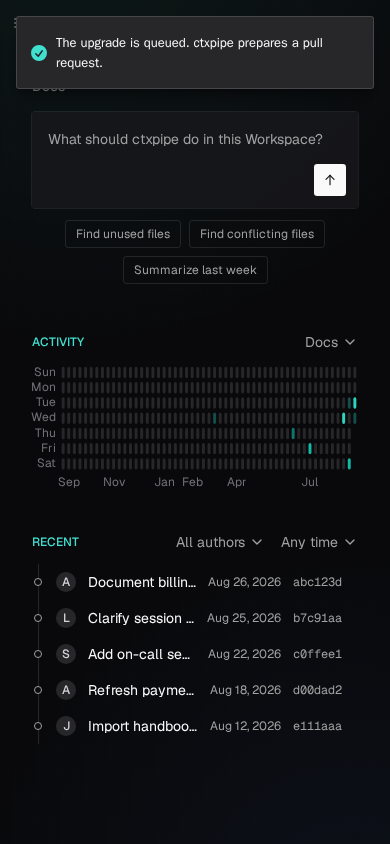 The upgrade is queued. ctxpipe prepares a pull
request.
Docs
What should ctxpipe do in this Workspace?
Find unused files
Find conflicting files
Summarize last week
ACTIVITY
Docs
Sun
Mon
Tue
Wed
Thu
Fri
Sat
Sep Nov Jan Feb Apr Jul
RECENT
All authors
Any time
A Document billin... Aug 26, 2026 abc123d
L Clarify session ... Aug 25, 2026 b7c91aa
S Add on-call se... Aug 22, 2026 c0ffee1
A Refresh payme... Aug 18, 2026 d00dad2
J Import handboo... Aug 12, 2026 e111aaa